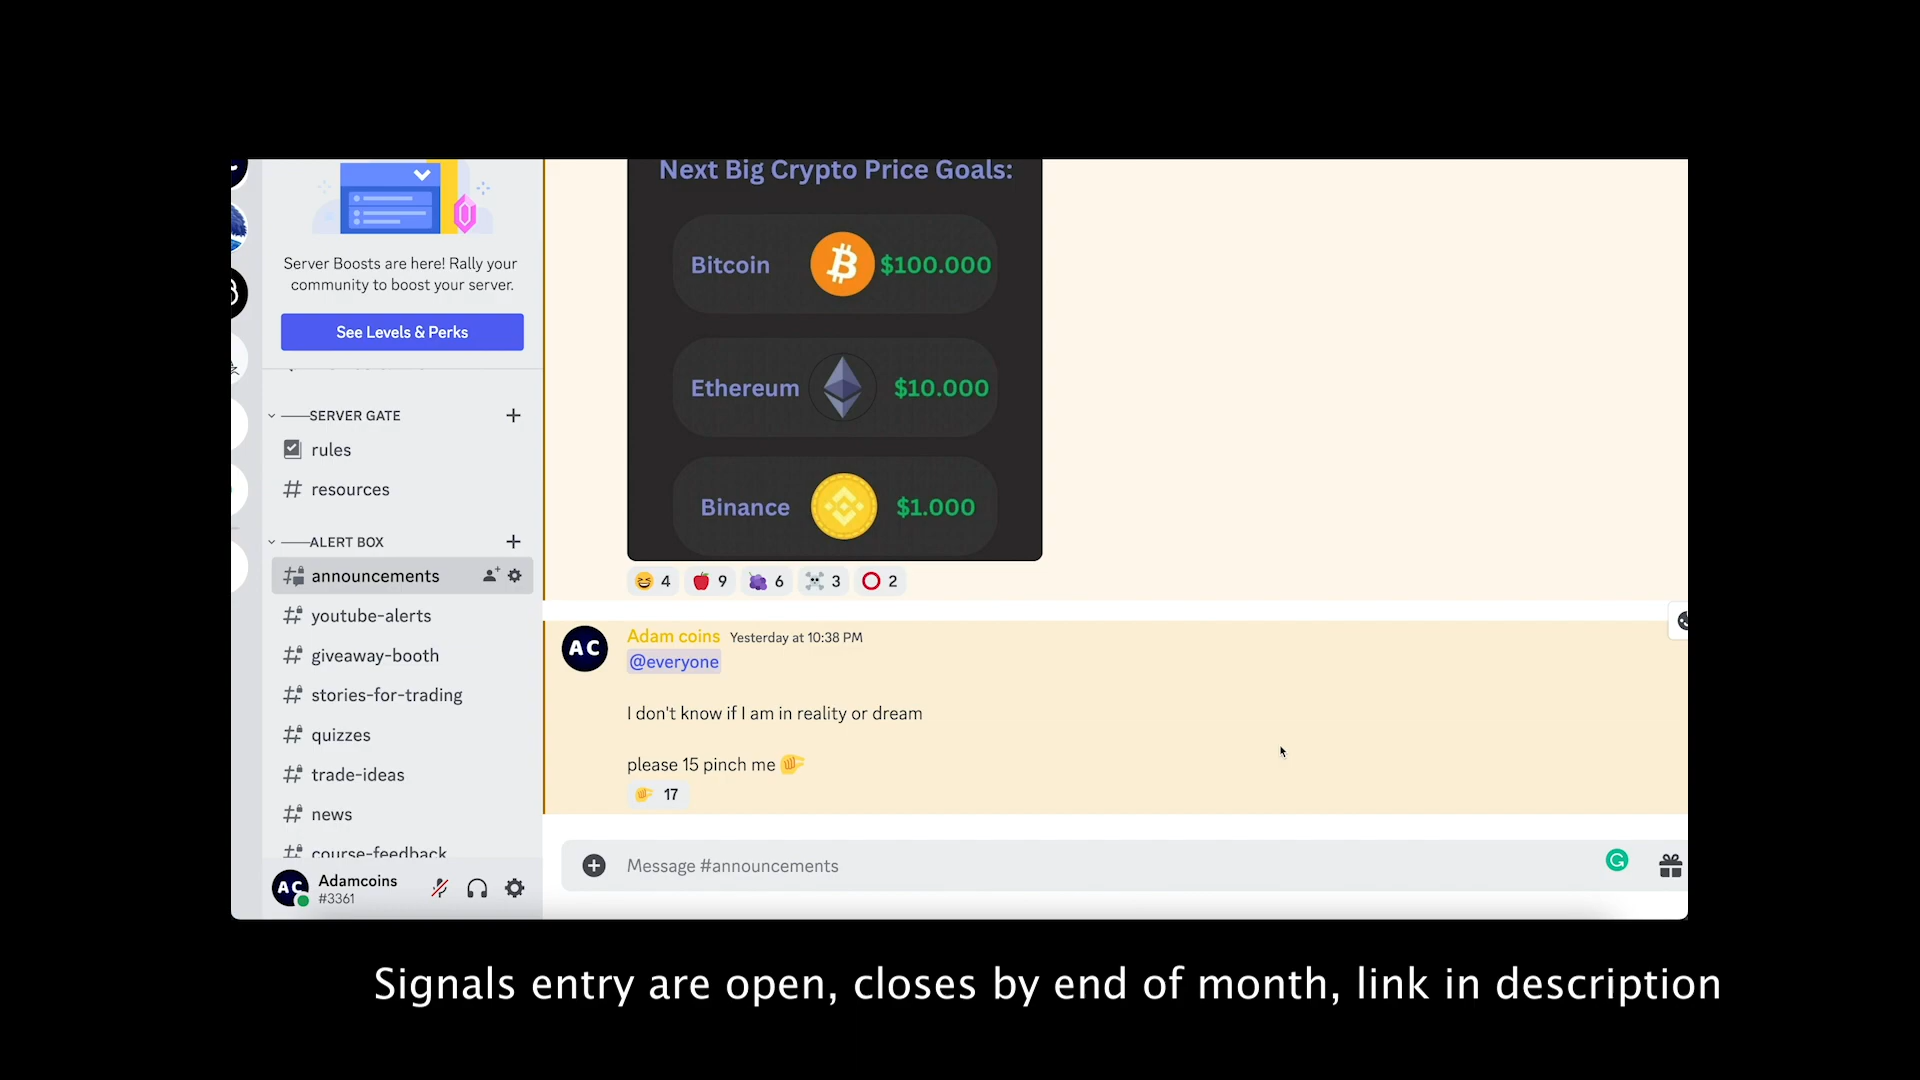 Server Boosts are here! Rally your
community to boost your server.
See Levels & Perks
SERVER GATE
rules
resources
ALERT BOX
announcements
youtube-alerts
giveaway-booth
stories-for-trading
quizzes
trade-ideas
news
course-feedback
AC
Adamcoins
#3361
Next Big Crypto Price Goals:
Bitcoin $100.000
Ethereum $10.000
Binance $1.000
4 9 6 3 2
AC
Adam coins Yesterday at 10:38 PM
@everyone
I don't know if I am in reality or dream
please 15 pinch me
17
Message #announcements
Signals entry are open, closes by end of month, link in description